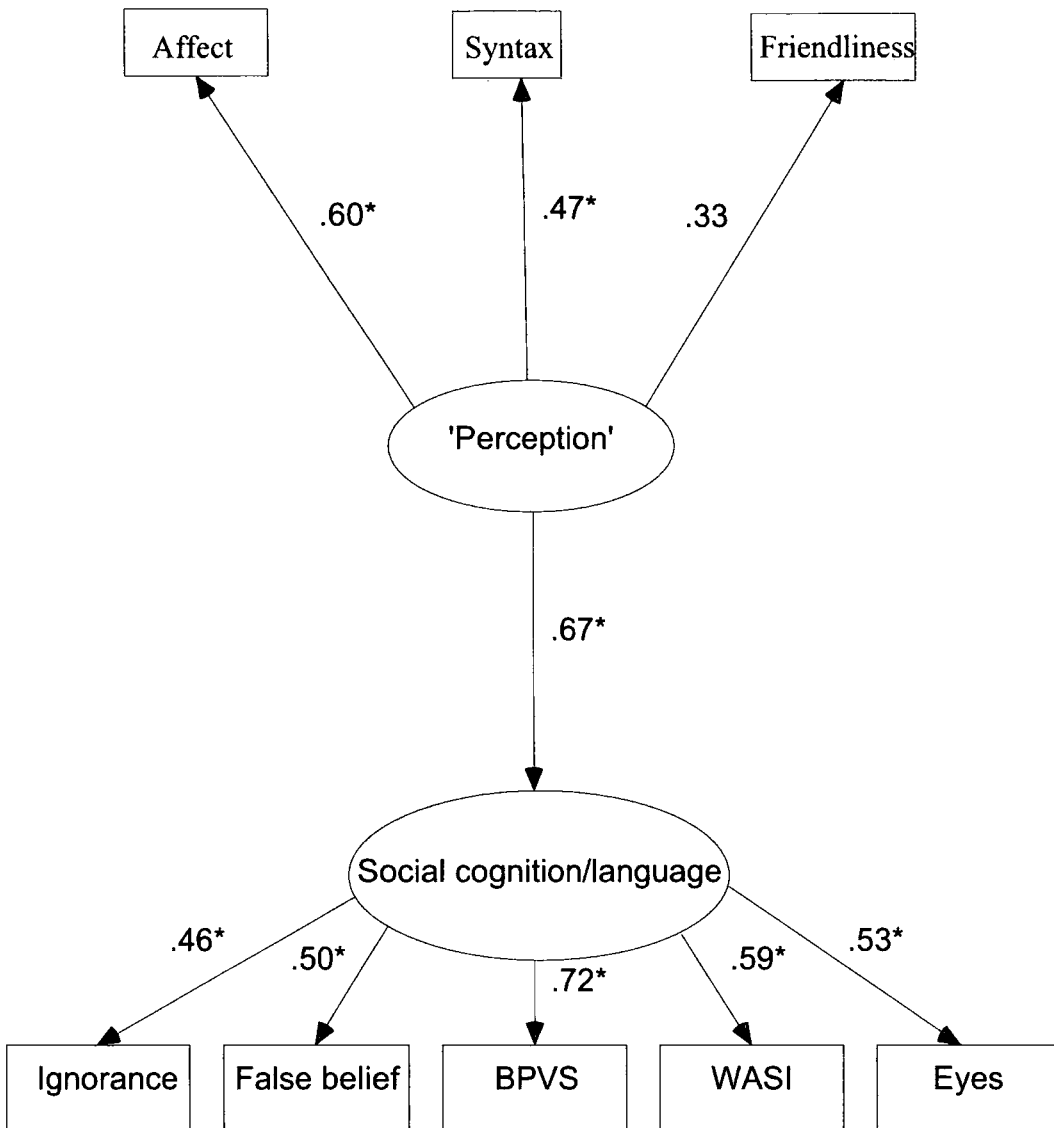 Affect
Syntax
Friendliness
.60*
.47*
.33
'Perception'
.67*
Social cognition/language
.46*
.50*
.72*
.59*
.53*
Ignorance
False belief
BPVS
WASI
Eyes